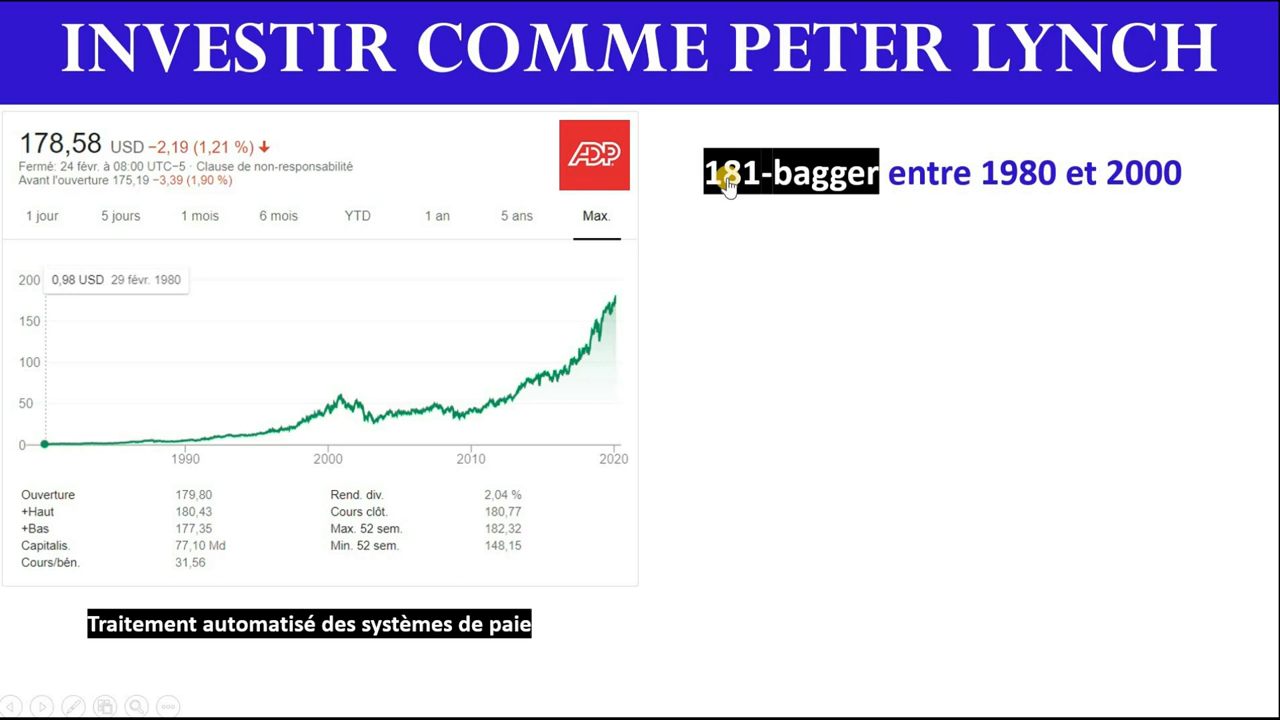 INVESTIR COMME PETER LYNCH
178,58 USD −2,19 (1,21 %)
Fermé: 24 févr. à 08:00 UTC−5 · Clause de non-responsabilité
Avant l'ouverture 175,19 −3,39 (1,90 %)
ADP
1 jour 5 jours 1 mois 6 mois YTD 1 an 5 ans Max.
0,98 USD 29 févr. 1980
200
150
100
50
0
1990 2000 2010 2020
Ouverture 179,80 Rend. div. 2,04 %
+Haut 180,43 Cours clôt. 180,77
+Bas 177,35 Max. 52 sem. 182,32
Capitalis. 77,10 Md Min. 52 sem. 148,15
Cours/bén. 31,56
Traitement automatisé des systèmes de paie
181-bagger entre 1980 et 2000